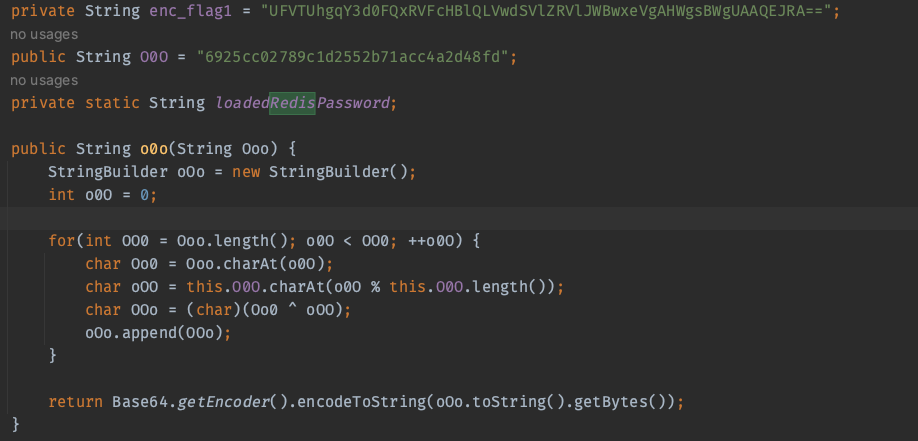 private String enc_flag1 = "UFVTUhgqY3d0FQxRVFcHBlQLVwdSVlZRVlJWBwxeVgAHWgsBWgUAAQEJRA==";
no usages
public String O0O = "6925cc02789c1d2552b71acc4a2d48fd";
no usages
private static String loadedRedisPassword;
public String o0o(String Ooo) {
StringBuilder oOo = new StringBuilder();
int o0O = 0;
for(int OO0 = Ooo.length(); o0O < OO0; ++o0O) {
char Oo0 = Ooo.charAt(o0O);
char oOO = this.O0O.charAt(o0O % this.O0O.length());
char OOo = (char)(Oo0 ^ oOO);
oOo.append(OOo);
}
return Base64.getEncoder().encodeToString(oOo.toString().getBytes());
}